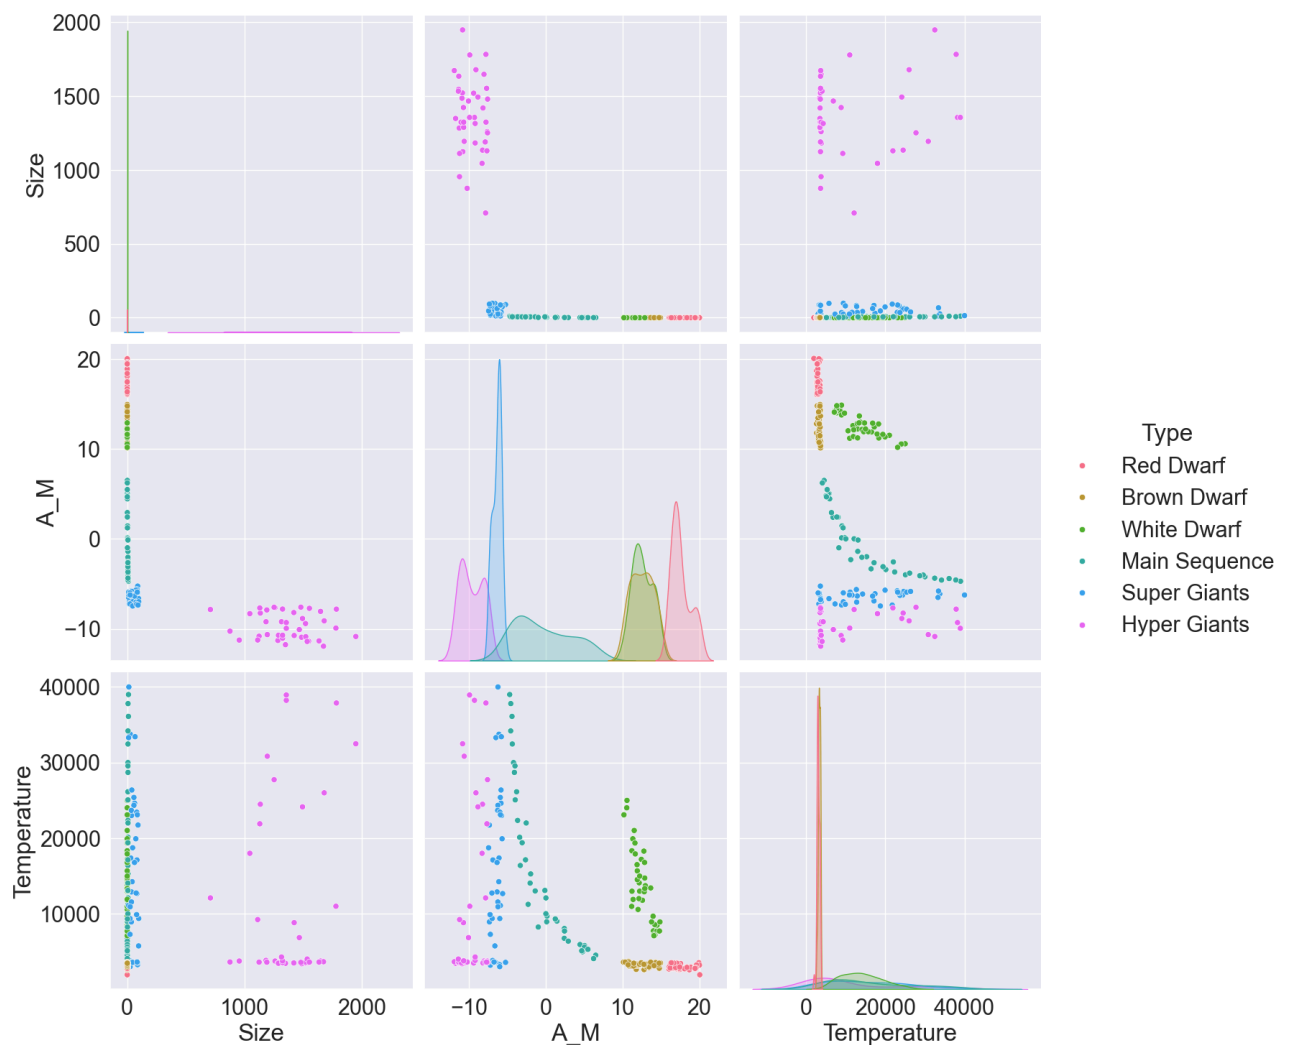 2000
1500
1000
500
0
Size
20
10
0
−10
A_M
40000
30000
20000
10000
Temperature
0 1000 2000
Size
−10 0 10 20
A_M
0 20000 40000
Temperature
Type
Red Dwarf
Brown Dwarf
White Dwarf
Main Sequence
Super Giants
Hyper Giants